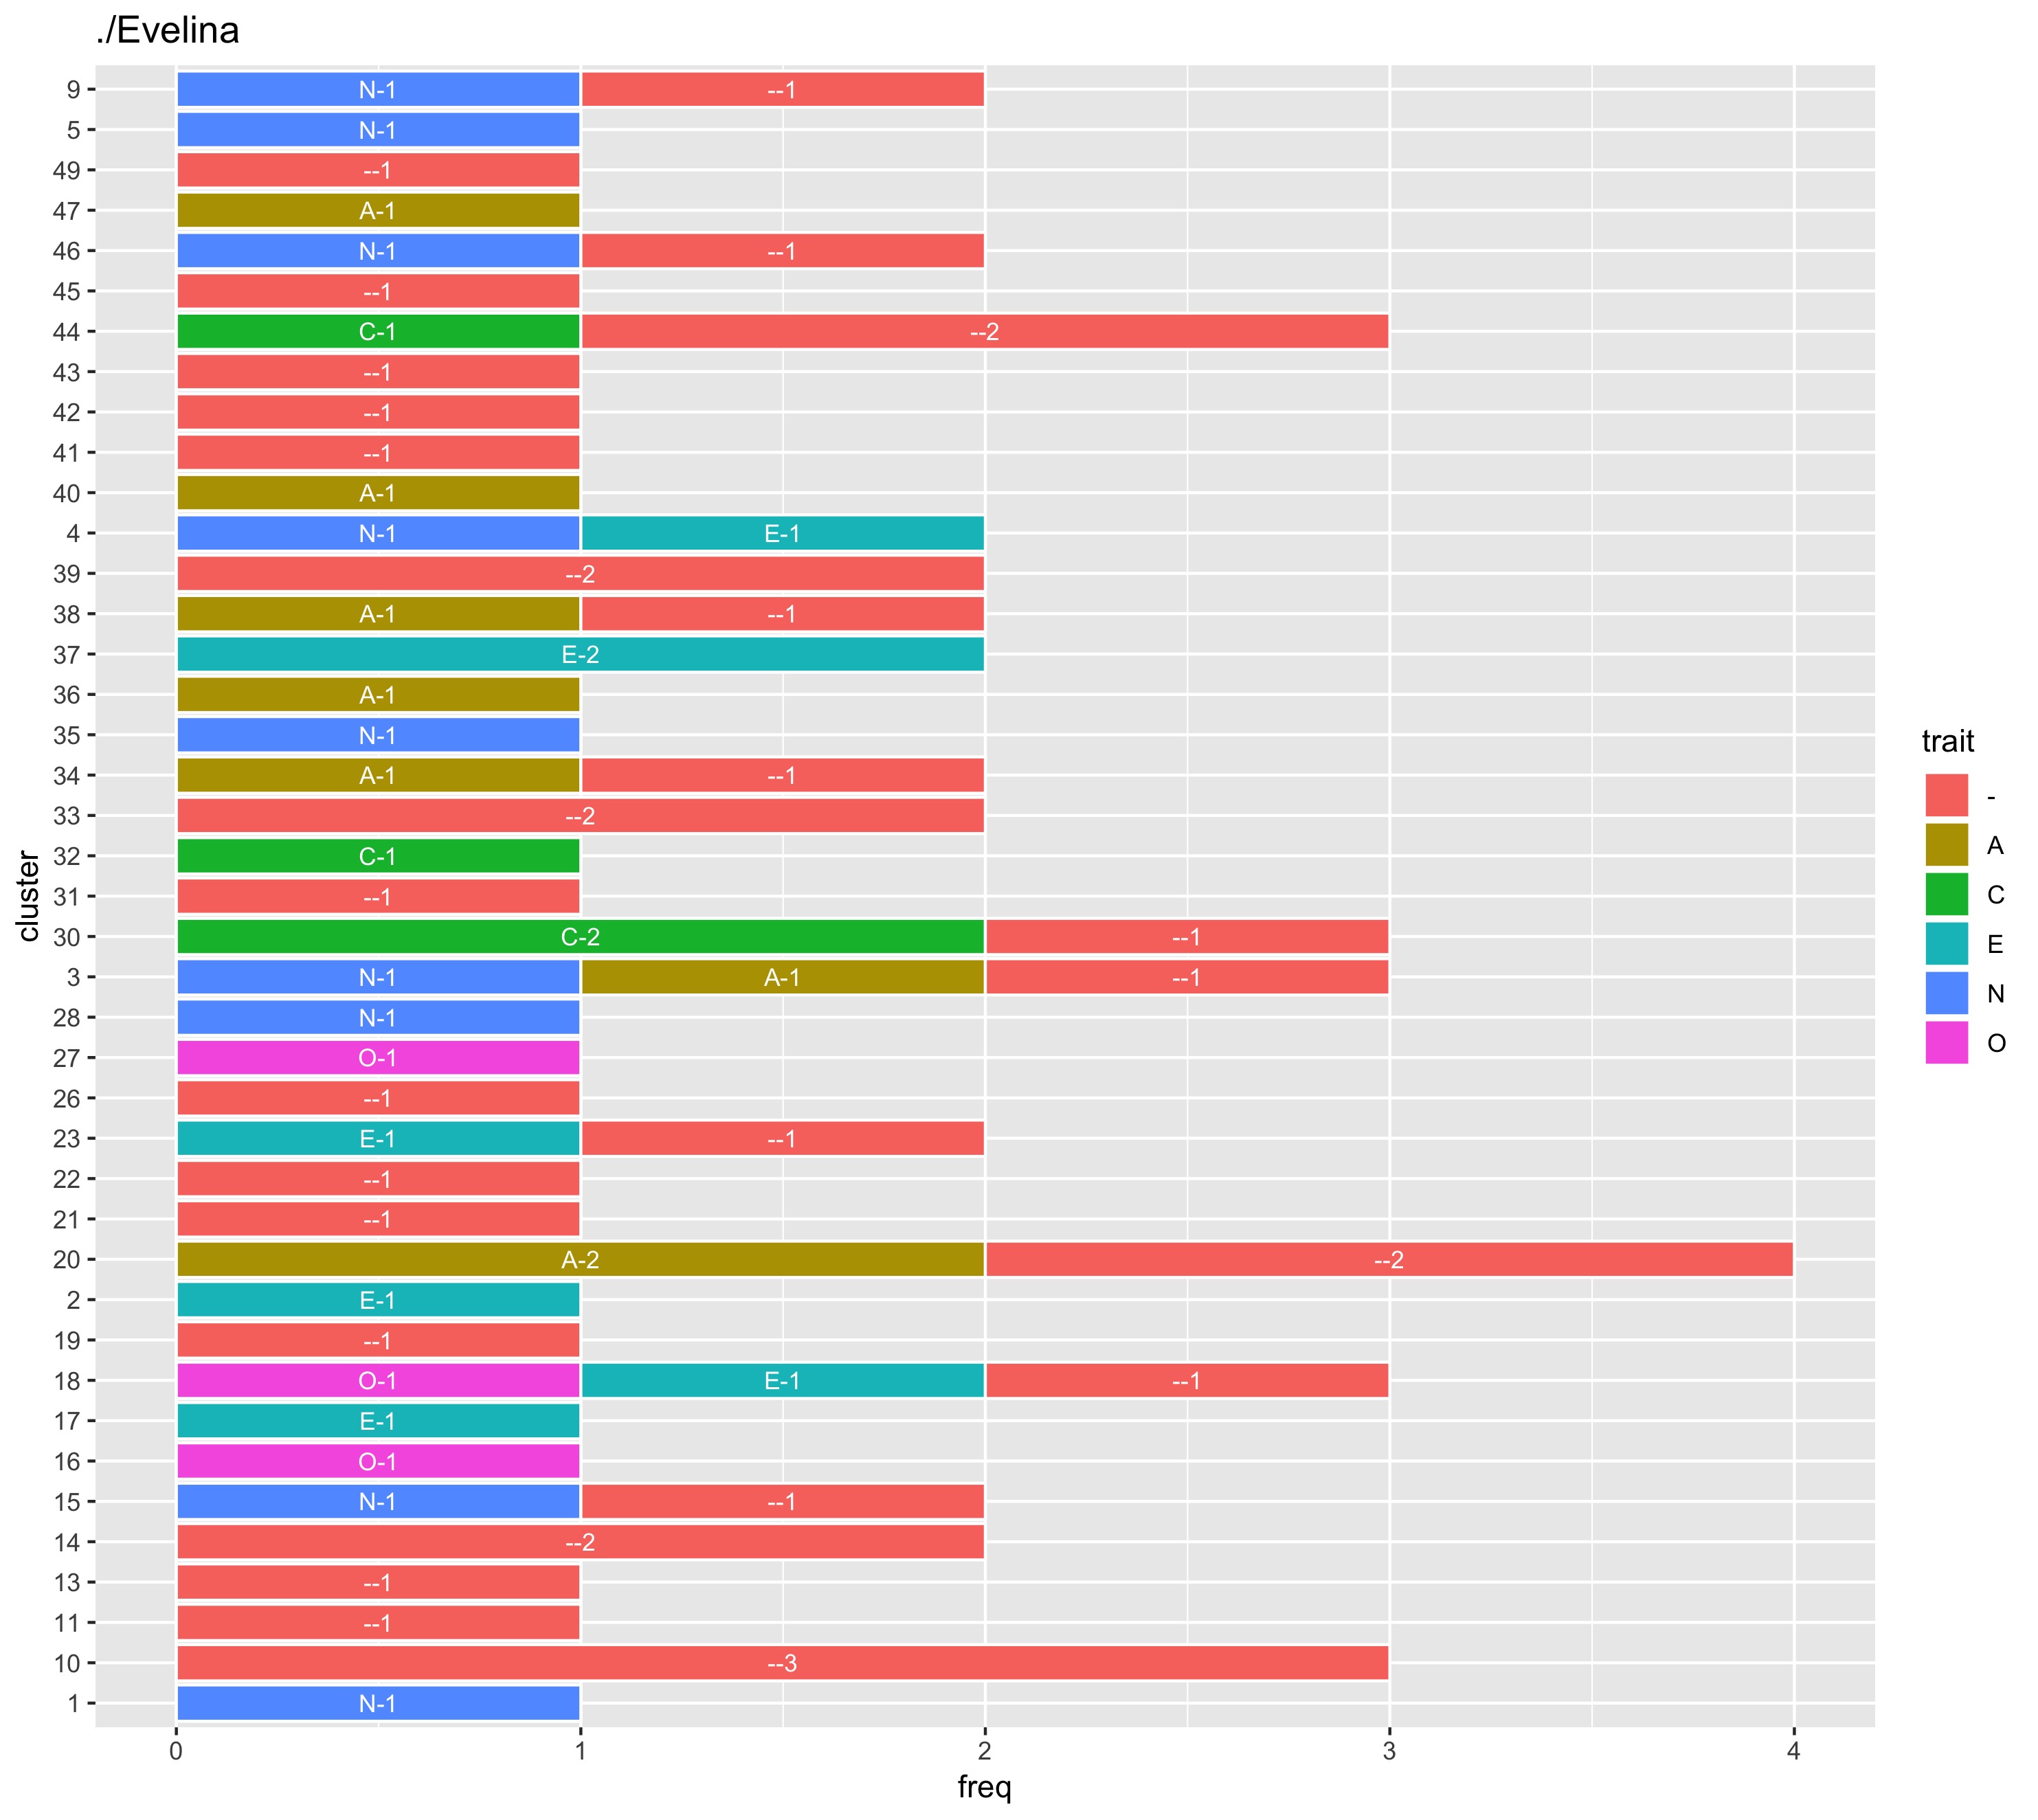 ./Evelina
9 N-1 --1
5 N-1
49 --1
47 A-1
46 N-1 --1
45 --1
44 C-1 --2
43 --1
42 --1
41 --1
40 A-1
4 N-1 E-1
39 --2
38 A-1 --1
37 E-2
36 A-1
35 N-1
34 A-1 --1
33 --2
32 C-1
31 --1
30 C-2 --1
3 N-1 A-1 --1
28 N-1
27 O-1
26 --1
23 E-1 --1
22 --1
21 --1
20 A-2 --2
2 E-1
19 --1
18 O-1 E-1 --1
17 E-1
16 O-1
15 N-1 --1
14 --2
13 --1
11 --1
10 --3
1 N-1
0 1 2 3 4
freq
cluster
trait
-
A
C
E
N
O